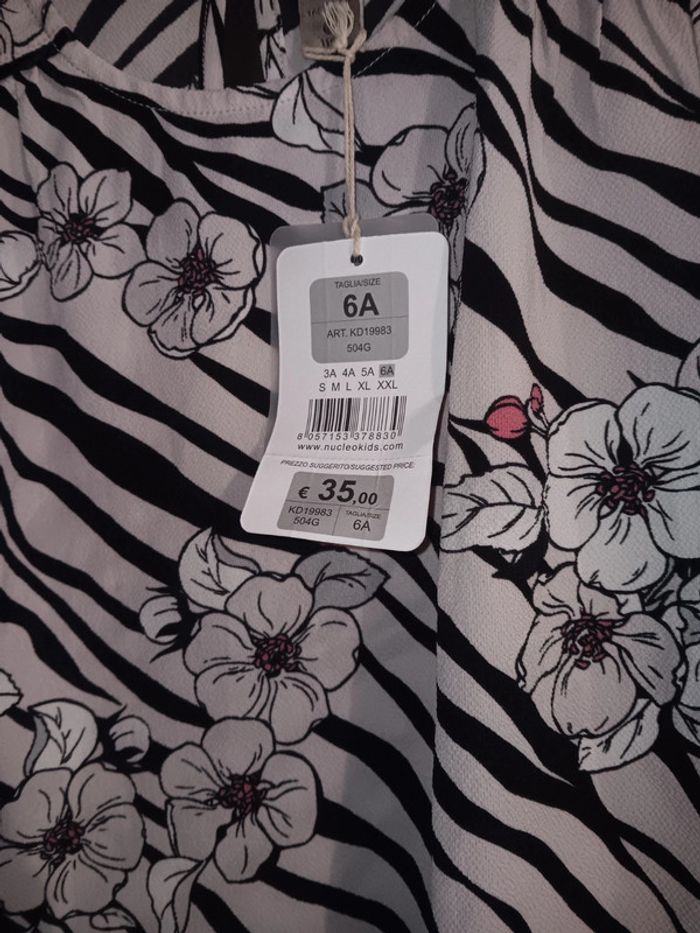 TAGLIA/SIZE
6A
ART. KD19983
504G
3A 4A 5A 6A
S M L XL XXL
8 057153 378830
www.nucleokids.com
PREZZO SUGGERITO/SUGGESTED PRICE:
€ 35,00
KD19983
504G
TAGLIA/SIZE
6A